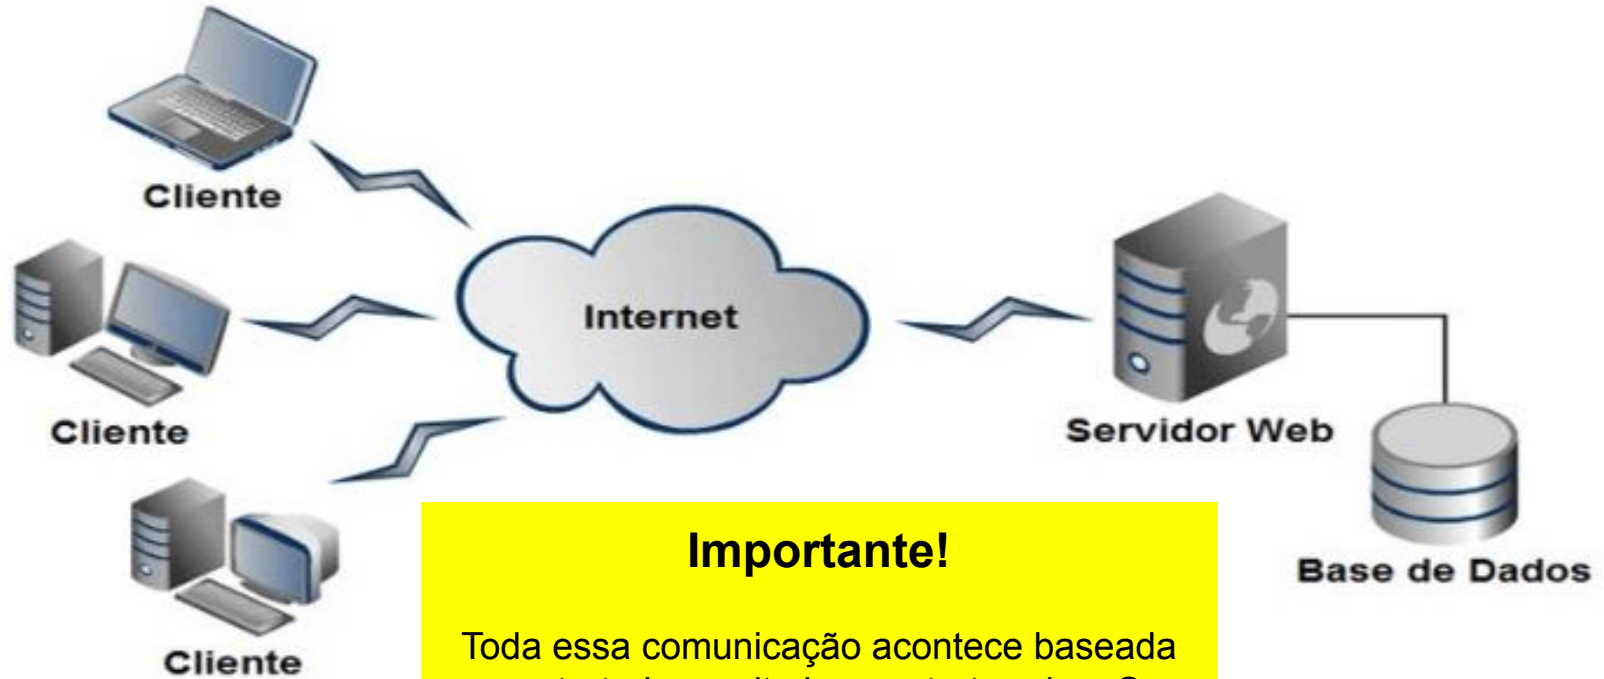 Cliente
Internet
Cliente
Servidor Web
Importante!
Base de Dados
Toda essa comunicação acontece baseada
Cliente